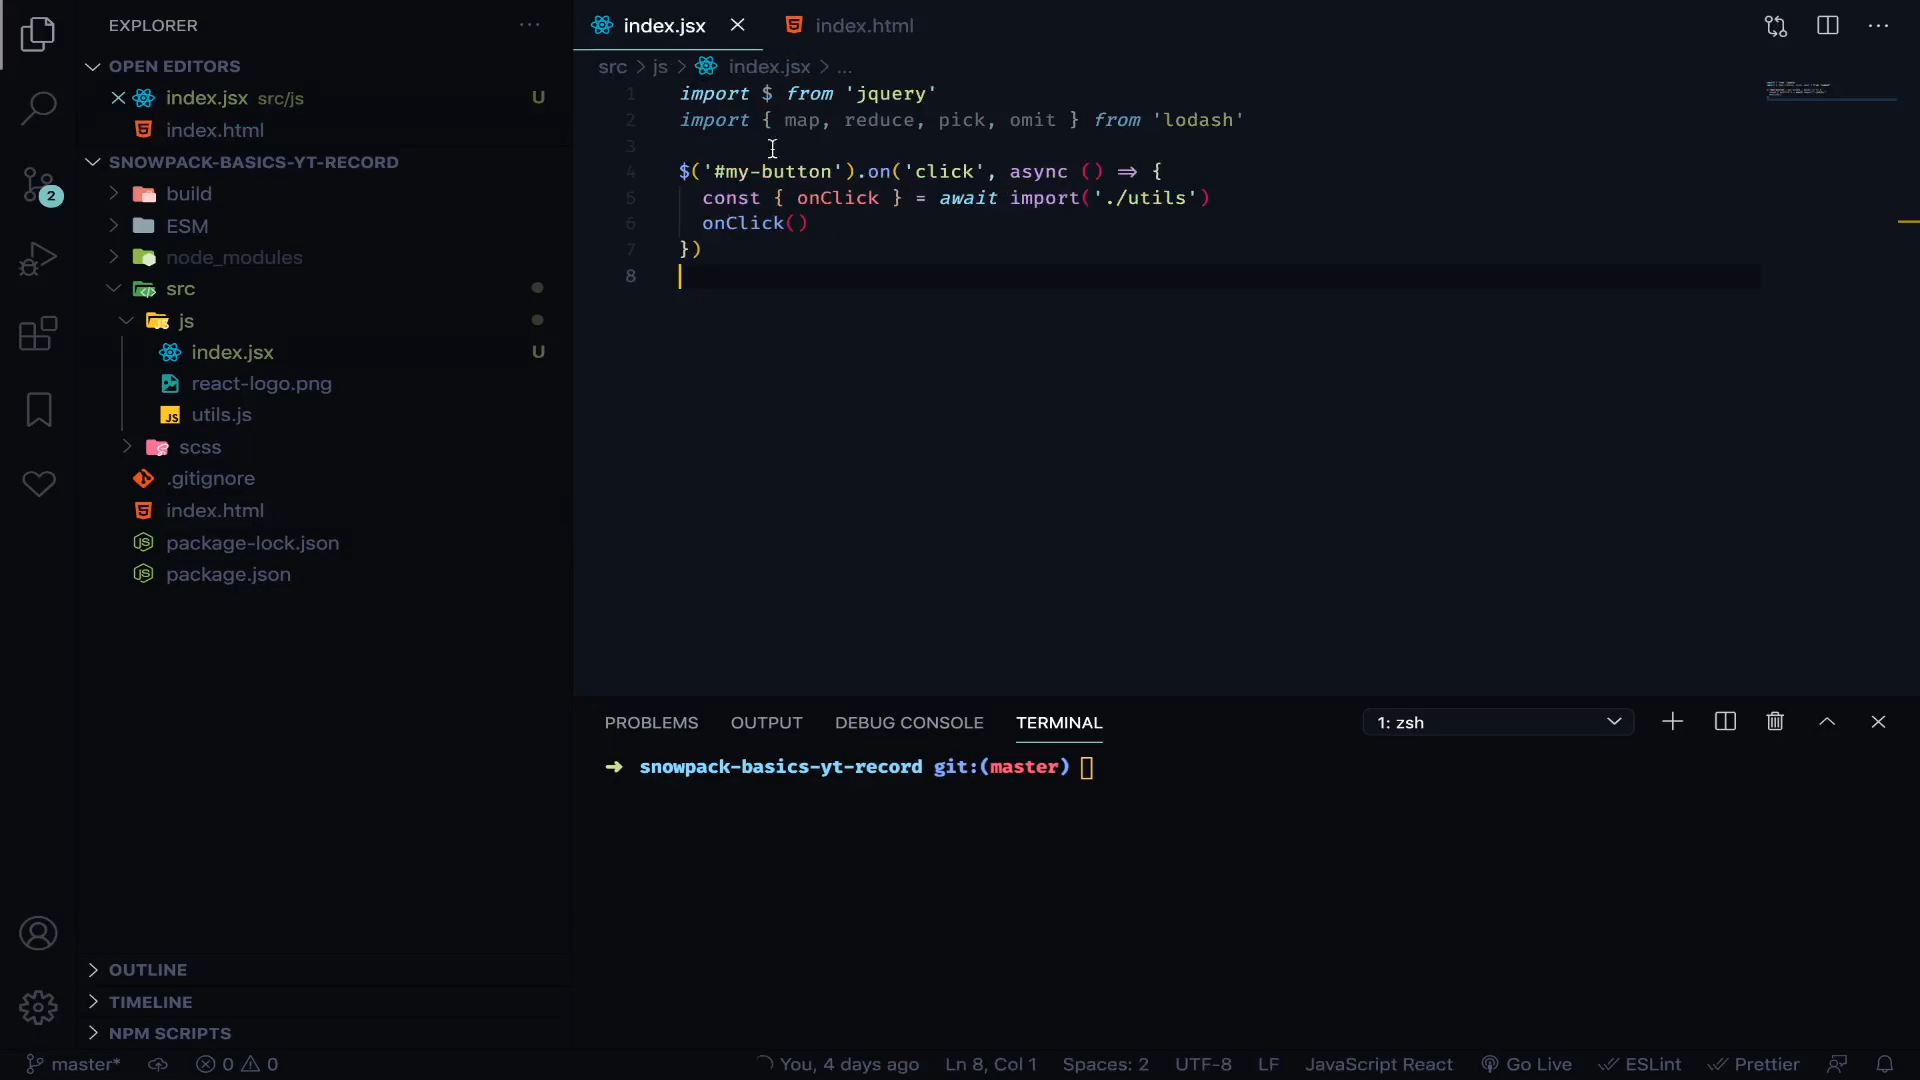 EXPLORER
OPEN EDITORS
index.jsx src/js U
index.html
SNOWPACK-BASICS-YT-RECORD
build
ESM
node_modules
src
js
index.jsx U
react-logo.png
utils.js
scss
.gitignore
index.html
package-lock.json
package.json
OUTLINE
TIMELINE
NPM SCRIPTS
2
index.jsx index.html
src > js > index.jsx > ...
1 import $ from 'jquery'
2 import { map, reduce, pick, omit } from 'lodash'
3
4 $('#my-button').on('click', async () ⇒ {
5 const { onClick } = await import('./utils')
6 onClick()
7 })
8
PROBLEMS OUTPUT DEBUG CONSOLE TERMINAL 1: zsh
➜ snowpack-basics-yt-record git:(master)
master* 0 0 You, 4 days ago Ln 8, Col 1 Spaces: 2 UTF-8 LF JavaScript React Go Live ESLint Prettier